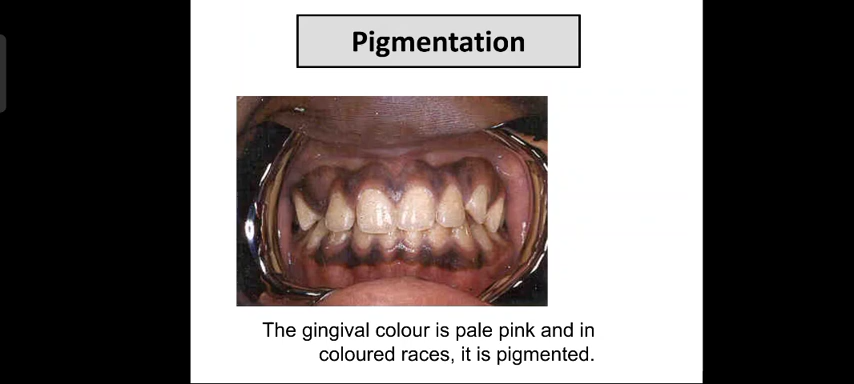 Pigmentation
The gingival colour is pale pink and in
coloured races, it is pigmented.